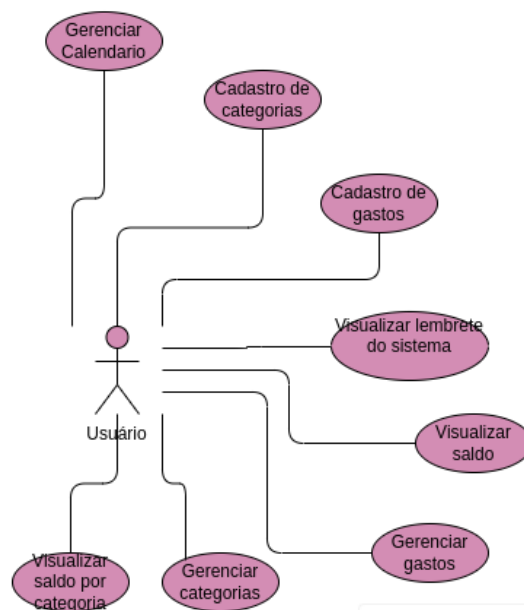 Gerenciar
Calendario
Cadastro de
categorias
Cadastro de
gastos
Visualizar lembrete
do sistema
Visualizar
saldo
Usuário
Gerenciar
gastos
Visualizar
saldo por
categoria
Gerenciar
categorias